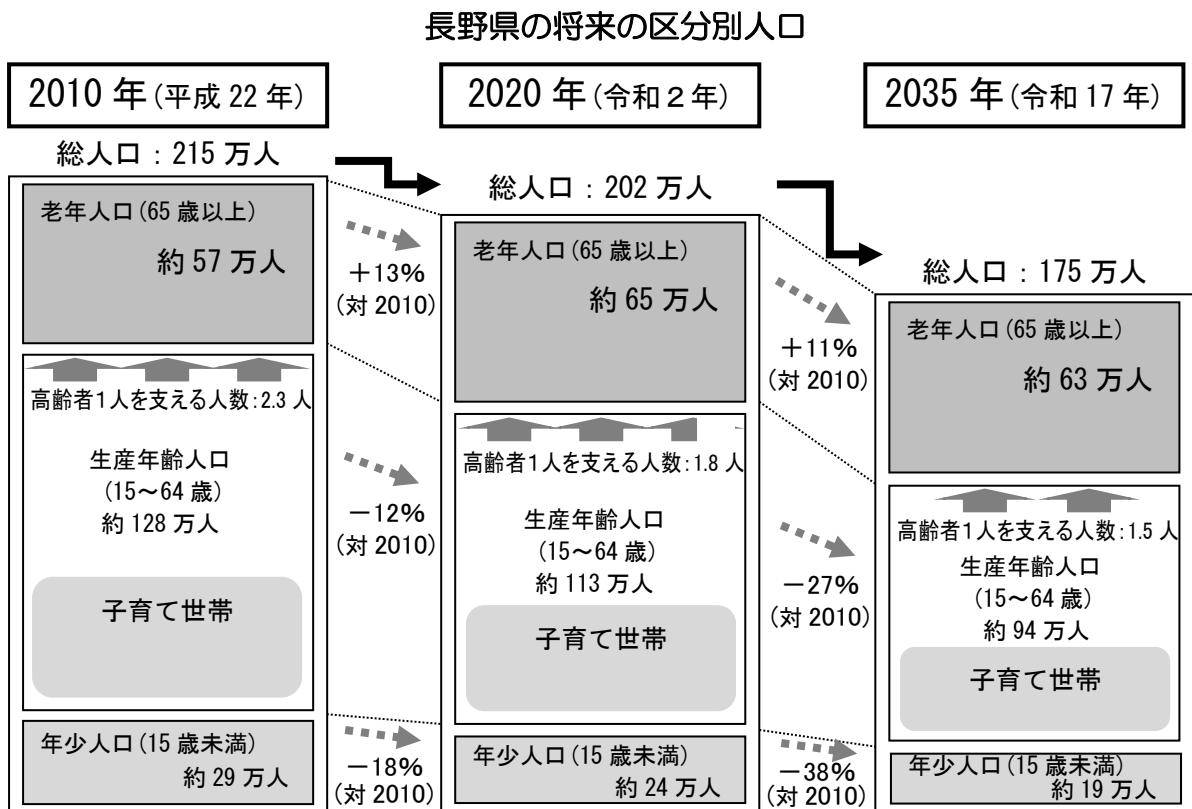 長野県の将来の区分別人口
2010 年 (平成 22 年)
総人口 : 215 万人
老年人口 (65 歳以上)
約 57 万人
高齢者1人を支える人数:2.3 人
生産年齢人口
(15～64 歳)
約 128 万人
子育て世帯
年少人口 (15 歳未満)
約 29 万人
+13%
(対 2010)
−12%
(対 2010)
−18%
(対 2010)
2020 年 (令和 2 年)
総人口 : 202 万人
老年人口 (65 歳以上)
約 65 万人
高齢者1人を支える人数:1.8 人
生産年齢人口
(15～64 歳)
約 113 万人
子育て世帯
年少人口 (15 歳未満)
約 24 万人
+11%
(対 2010)
−27%
(対 2010)
−38%
(対 2010)
2035 年 (令和 17 年)
総人口 : 175 万人
老年人口 (65 歳以上)
約 63 万人
高齢者1人を支える人数:1.5 人
生産年齢人口
(15～64 歳)
約 94 万人
子育て世帯
年少人口 (15 歳未満)
約 19 万人